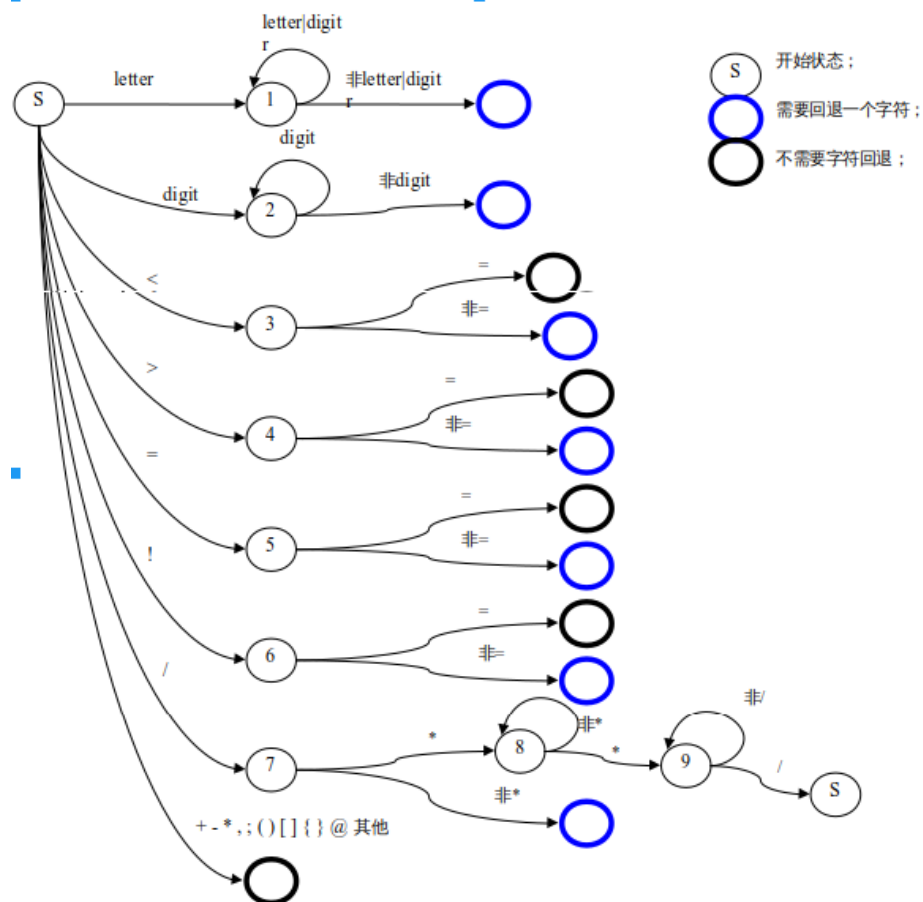 letter|digit
r
letter
S
1
非letter|digit
r
S
开始状态；
需要回退一个字符；
不需要字符回退；
digit
digit
2
非digit
<
3
=
非=
>
4
=
非=
=
5
=
非=
!
6
=
非=
/
7
*
8
非*
*
9
非/
/
S
非*
+ - * , ; ( ) [ ] { } @ 其他